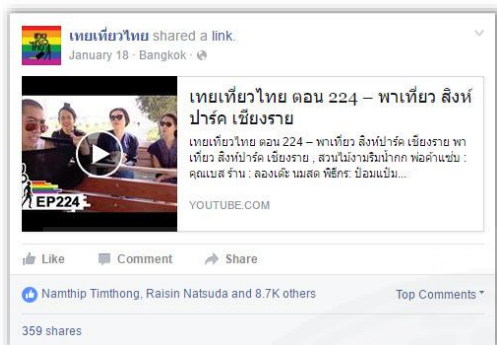 เทยเที่ยวไทย shared a link.
January 18 · Bangkok ·
EP224
เทยเที่ยวไทย ตอน 224 – พาเที่ยว สิงห์
ปาร์ค เชียงราย
เทยเที่ยวไทย ตอน 224 – พาเที่ยว สิงห์ปาร์ค เชียงราย พา
เที่ยว สิงห์ปาร์ค เชียงราย , สวนไม้งามริมน้ำกก พ่อค้าแซ่บ :
คุณเบส ร้าน : ลองเต๊ะ นมสด พิธีกร: ป๋อมแป๋ม...
YOUTUBE.COM
Like Comment Share
Namthip Timthong, Raisin Natsuda and 8.7K others Top Comments
359 shares